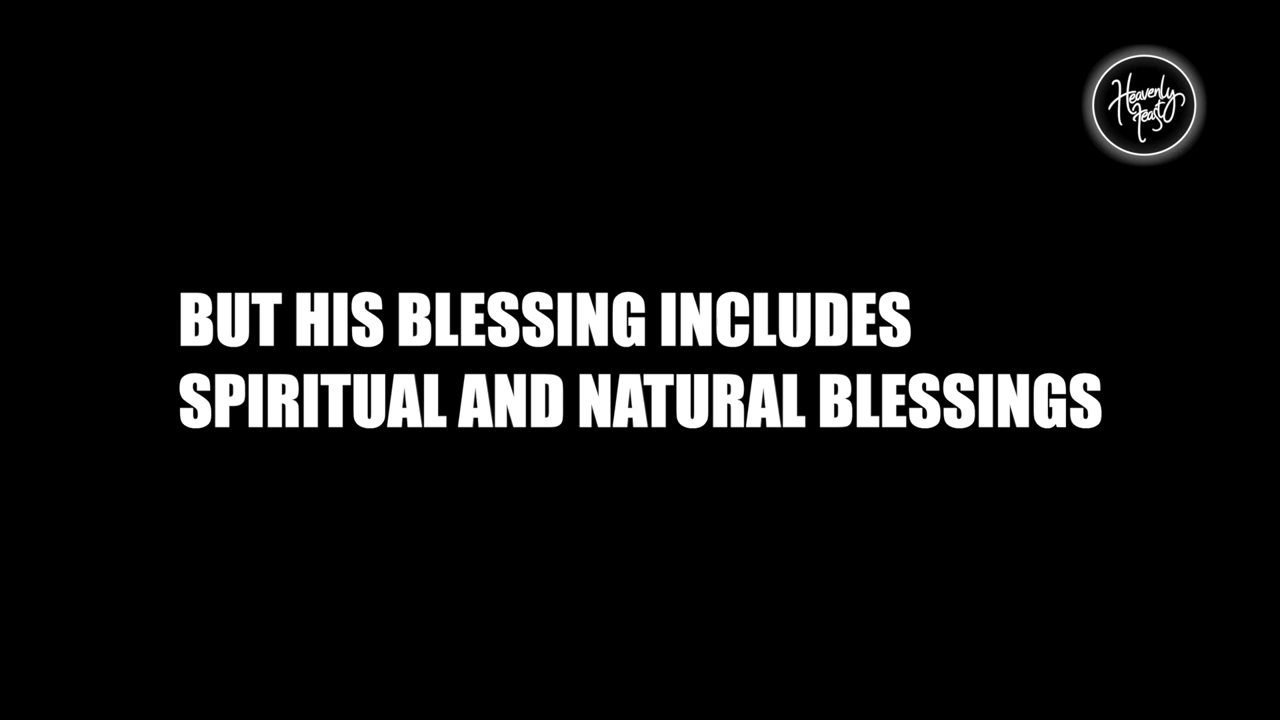 Heavenly
feast
BUT HIS BLESSING INCLUDES
SPIRITUAL AND NATURAL BLESSINGS